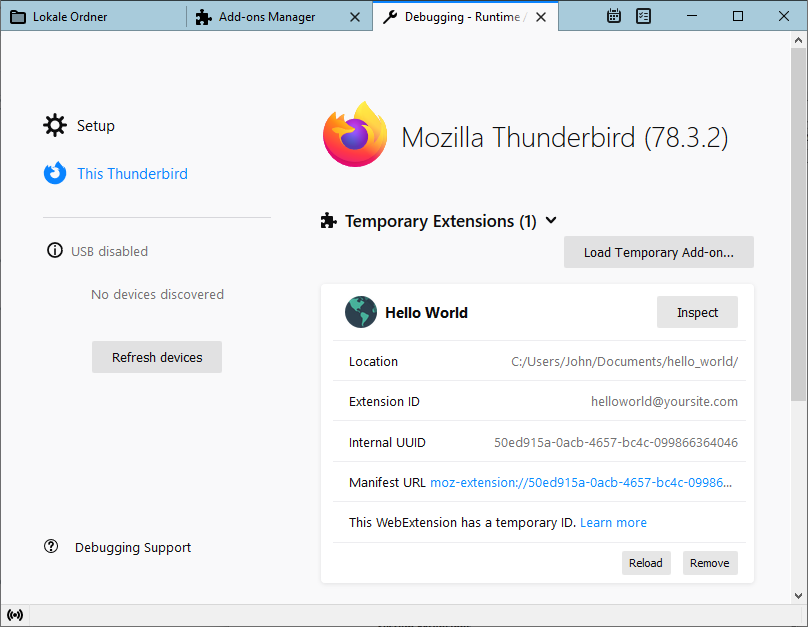 Lokale Ordner
Add-ons Manager
Debugging - Runtime /
Setup
This Thunderbird
USB disabled
No devices discovered
Refresh devices
Debugging Support
Mozilla Thunderbird (78.3.2)
Temporary Extensions (1)
Load Temporary Add-on...
Hello World
Inspect
Location C:/Users/John/Documents/hello_world/
Extension ID helloworld@yoursite.com
Internal UUID 50ed915a-0acb-4657-bc4c-099866364046
Manifest URL moz-extension://50ed915a-0acb-4657-bc4c-09986...
This WebExtension has a temporary ID. Learn more
Reload Remove